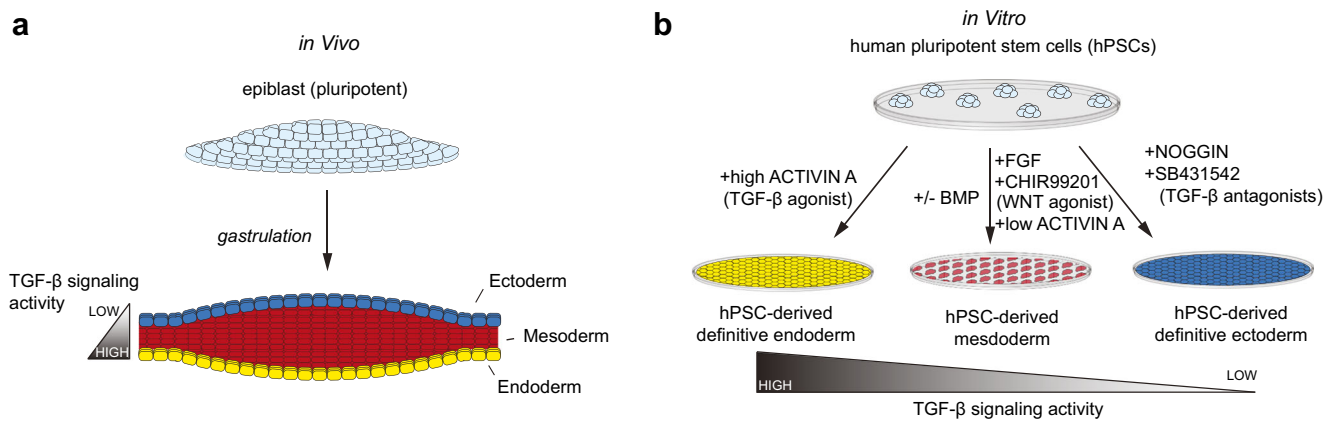 a
in Vivo
epiblast (pluripotent)
gastrulation
TGF-β signaling
activity
LOW
HIGH
Ectoderm
Mesoderm
Endoderm
b
in Vitro
human pluripotent stem cells (hPSCs)
+high ACTIVIN A
(TGF-β agonist)
+/- BMP
+FGF
+CHIR99201
(WNT agonist)
+low ACTIVIN A
+NOGGIN
+SB431542
(TGF-β antagonists)
hPSC-derived
definitive endoderm
hPSC-derived
mesdoderm
hPSC-derived
definitive ectoderm
HIGH
LOW
TGF-β signaling activity